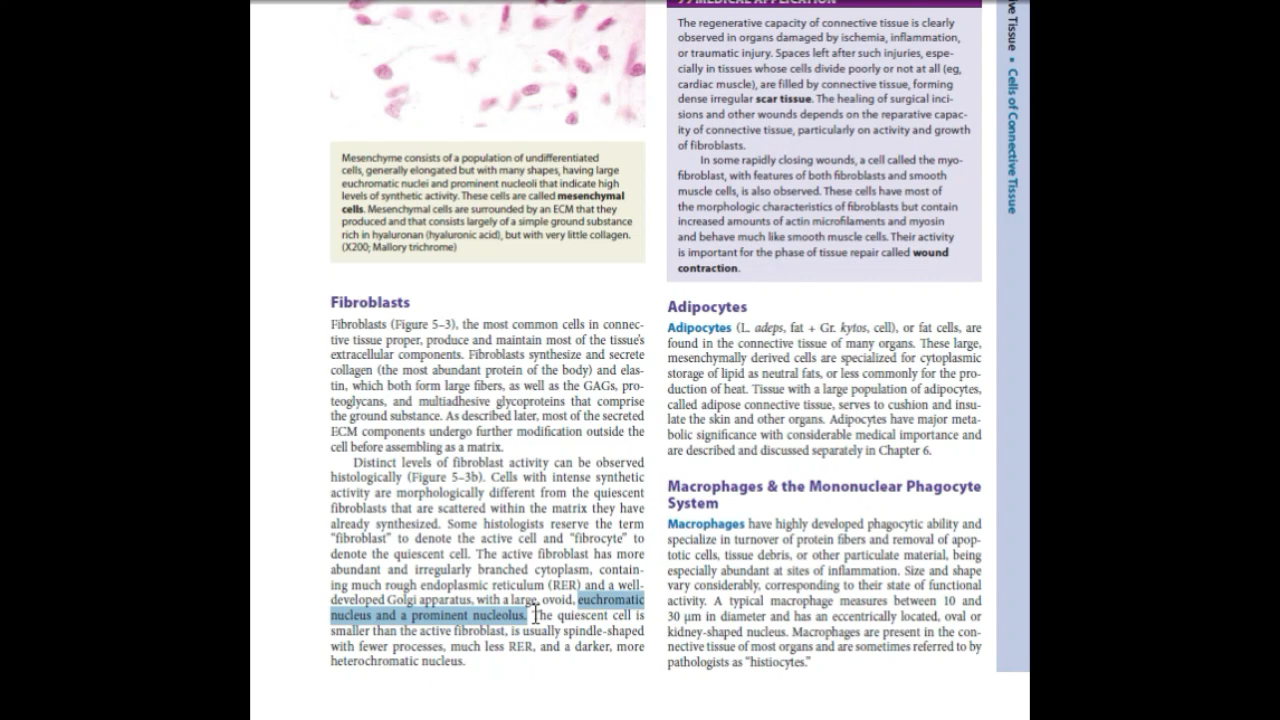 MEDICAL APPLICATION
Mesenchyme consists of a population of undifferentiated
cells, generally elongated but with many shapes, having large
euchromatic nuclei and prominent nucleoli that indicate high
levels of synthetic activity. These cells are called mesenchymal
cells. Mesenchymal cells are surrounded by an ECM that they
produced and that consists largely of a simple ground substance
rich in hyaluronan (hyaluronic acid), but with very little collagen.
(X200; Mallory trichrome)
Fibroblasts
Fibroblasts (Figure 5–3), the most common cells in connec-
tive tissue proper, produce and maintain most of the tissue's
extracellular components. Fibroblasts synthesize and secrete
collagen (the most abundant protein of the body) and elas-
tin, which both form large fibers, as well as the GAGs, pro-
teoglycans, and multiadhesive glycoproteins that comprise
the ground substance. As described later, most of the secreted
ECM components undergo further modification outside the
cell before assembling as a matrix.
Distinct levels of fibroblast activity can be observed
histologically (Figure 5–3b). Cells with intense synthetic
activity are morphologically different from the quiescent
fibroblasts that are scattered within the matrix they have
already synthesized. Some histologists reserve the term
"fibroblast" to denote the active cell and "fibrocyte" to
denote the quiescent cell. The active fibroblast has more
abundant and irregularly branched cytoplasm, contain-
ing much rough endoplasmic reticulum (RER) and a well-
developed Golgi apparatus, with a large, ovoid, euchromatic
nucleus and a prominent nucleolus. The quiescent cell is
smaller than the active fibroblast, is usually spindle-shaped
with fewer processes, much less RER, and a darker, more
heterochromatic nucleus.
The regenerative capacity of connective tissue is clearly
observed in organs damaged by ischemia, inflammation,
or traumatic injury. Spaces left after such injuries, espe-
cially in tissues whose cells divide poorly or not at all (eg,
cardiac muscle), are filled by connective tissue, forming
dense irregular scar tissue. The healing of surgical inci-
sions and other wounds depends on the reparative capac-
ity of connective tissue, particularly on activity and growth
of fibroblasts.
In some rapidly closing wounds, a cell called the myo-
fibroblast, with features of both fibroblasts and smooth
muscle cells, is also observed. These cells have most of
the morphologic characteristics of fibroblasts but contain
increased amounts of actin microfilaments and myosin
and behave much like smooth muscle cells. Their activity
is important for the phase of tissue repair called wound
contraction.
Adipocytes
Adipocytes (L. adeps, fat + Gr. kytos, cell), or fat cells, are
found in the connective tissue of many organs. These large,
mesenchymally derived cells are specialized for cytoplasmic
storage of lipid as neutral fats, or less commonly for the pro-
duction of heat. Tissue with a large population of adipocytes,
called adipose connective tissue, serves to cushion and insu-
late the skin and other organs. Adipocytes have major meta-
bolic significance with considerable medical importance and
are described and discussed separately in Chapter 6.
Macrophages & the Mononuclear Phagocyte
System
Macrophages have highly developed phagocytic ability and
specialize in turnover of protein fibers and removal of apop-
totic cells, tissue debris, or other particulate material, being
especially abundant at sites of inflammation. Size and shape
vary considerably, corresponding to their state of functional
activity. A typical macrophage measures between 10 and
30 μm in diameter and has an eccentrically located, oval or
kidney-shaped nucleus. Macrophages are present in the con-
nective tissue of most organs and are sometimes referred to by
pathologists as "histiocytes."
Tissue • Cells of Connective Tissue